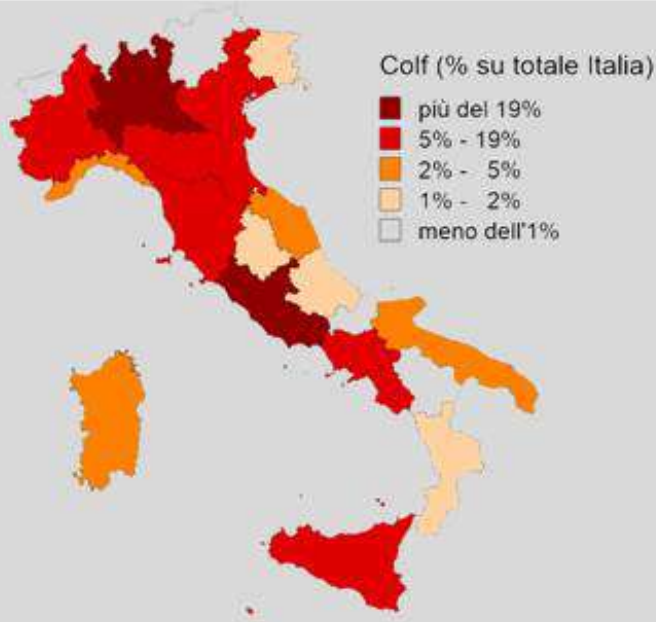 Colf (% su totale Italia)
più del 19%
5% - 19%
2% - 5%
1% - 2%
meno dell'1%